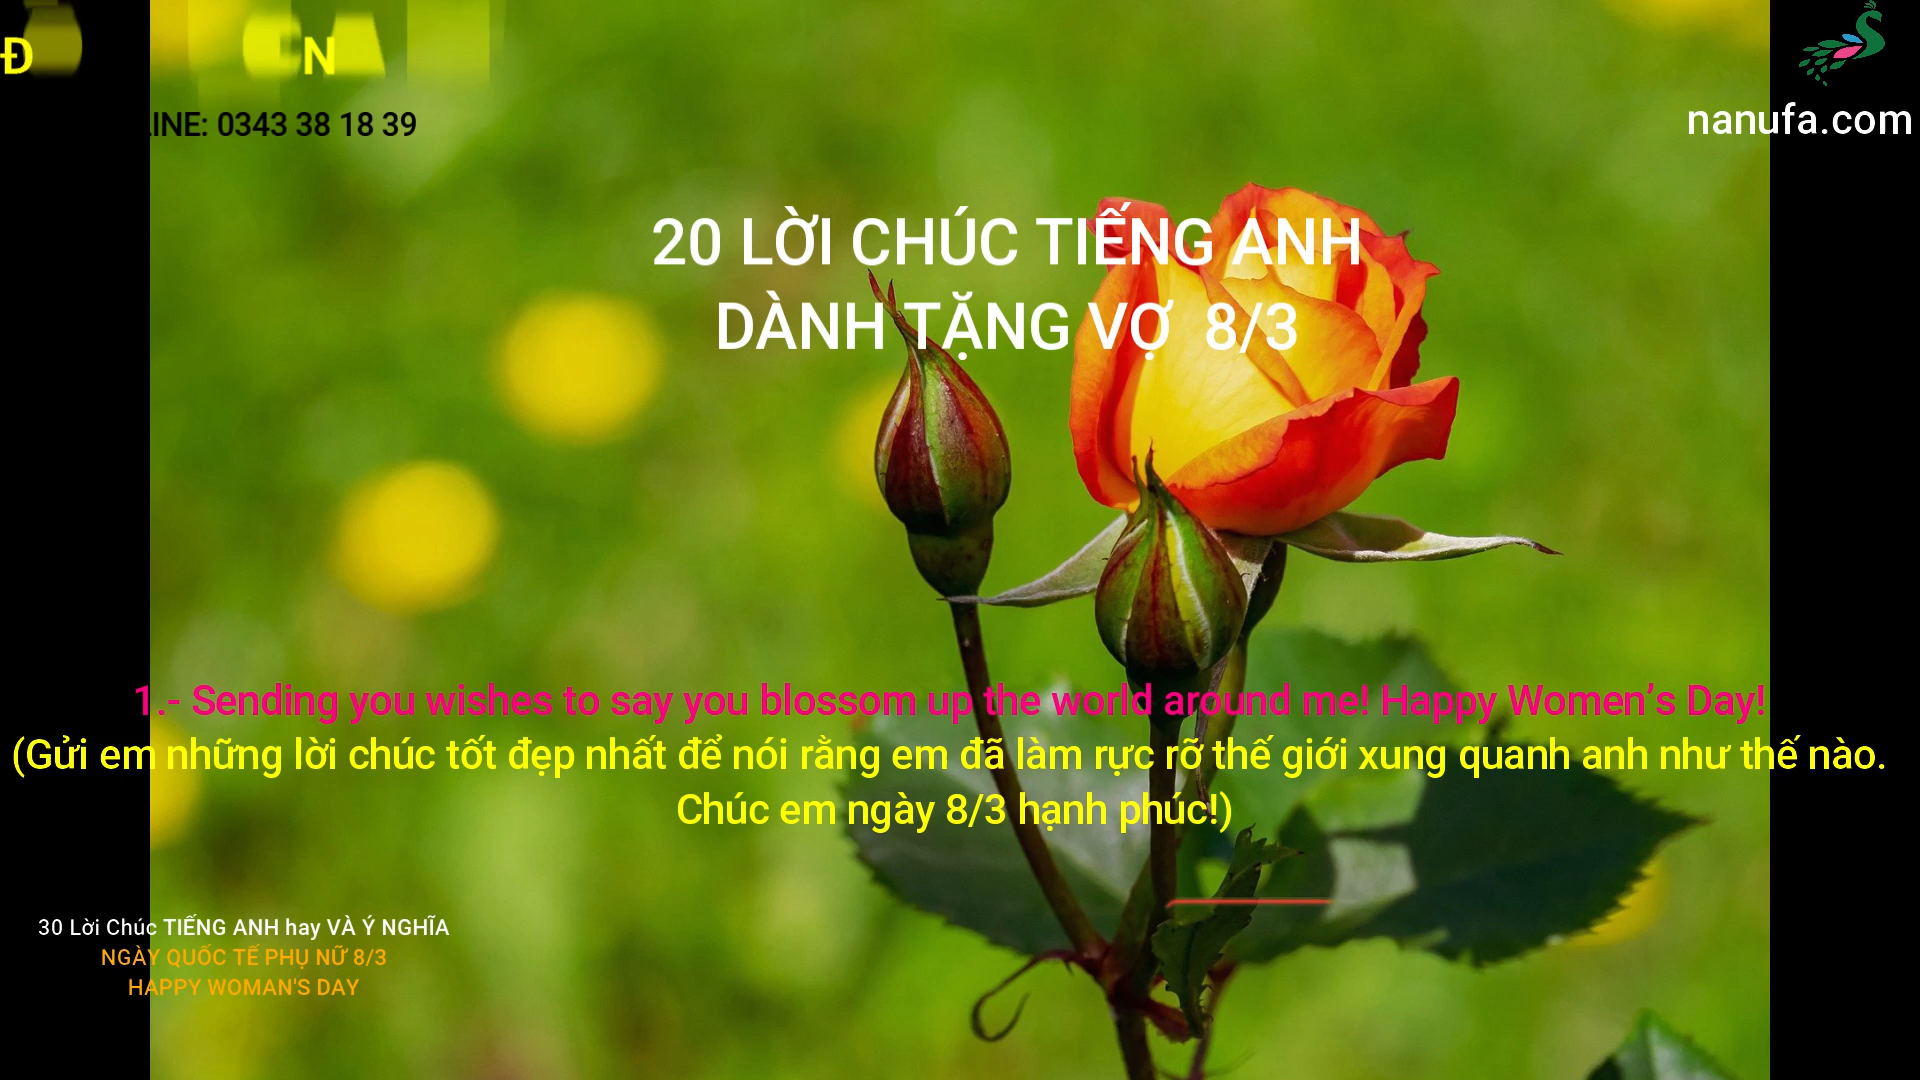 LINE: 0343 38 18 39
nanufa.com
20 LỜI CHÚC TIẾNG ANH
DÀNH TẶNG VỢ 8/3
1.- Sending you wishes to say you blossom up the world around me! Happy Women’s Day!
(Gửi em những lời chúc tốt đẹp nhất để nói rằng em đã làm rực rỡ thế giới xung quanh anh như thế nào.
Chúc em ngày 8/3 hạnh phúc!)
30 Lời Chúc TIẾNG ANH hay VÀ Ý NGHĨA
NGÀY QUỐC TẾ PHỤ NỮ 8/3
HAPPY WOMAN'S DAY